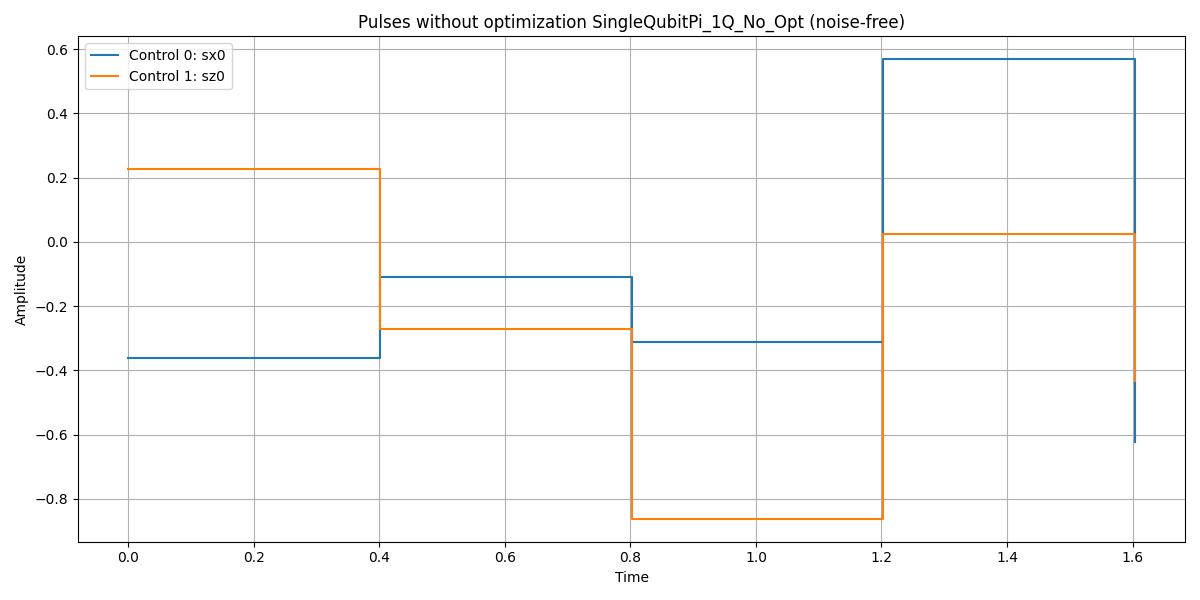 Pulses without optimization SingleQubitPi_1Q_No_Opt (noise-free)
Control 0: sx0
Control 1: sz0
Amplitude
0.6
0.4
0.2
0.0
−0.2
−0.4
−0.6
−0.8
0.0 0.2 0.4 0.6 0.8 1.0 1.2 1.4 1.6
Time